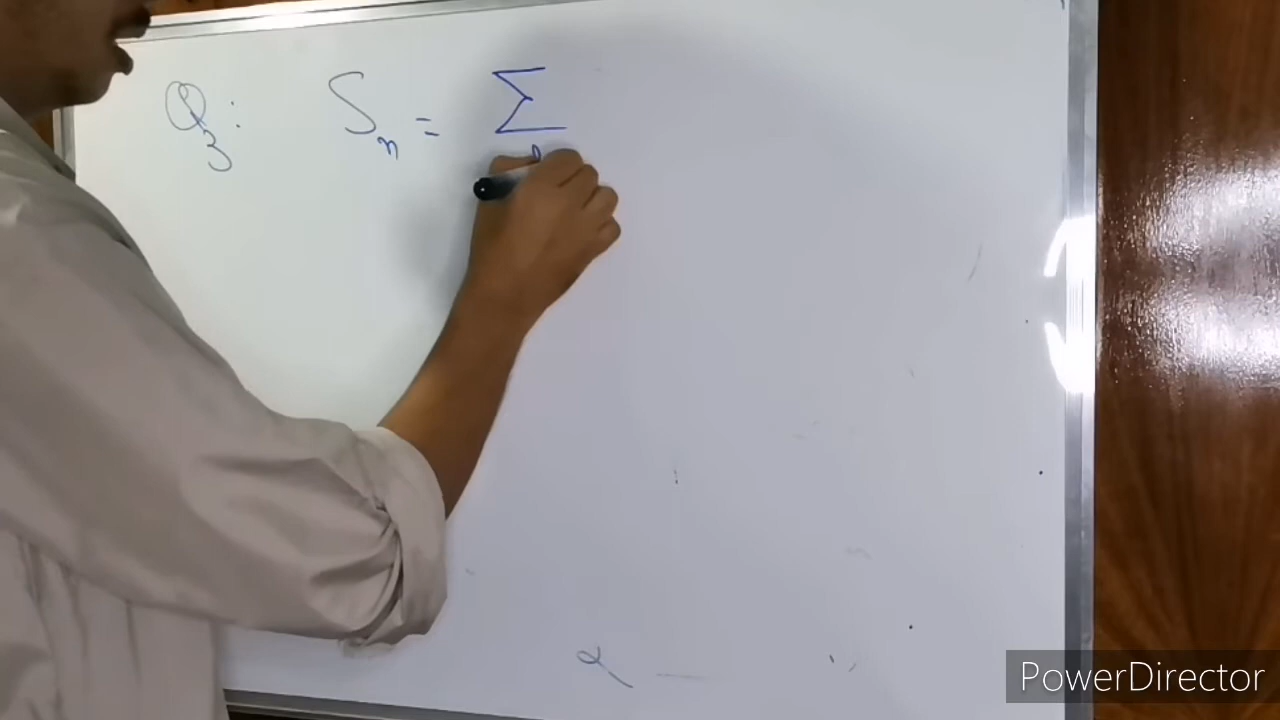 Q3: Sn = Σ
PowerDirector